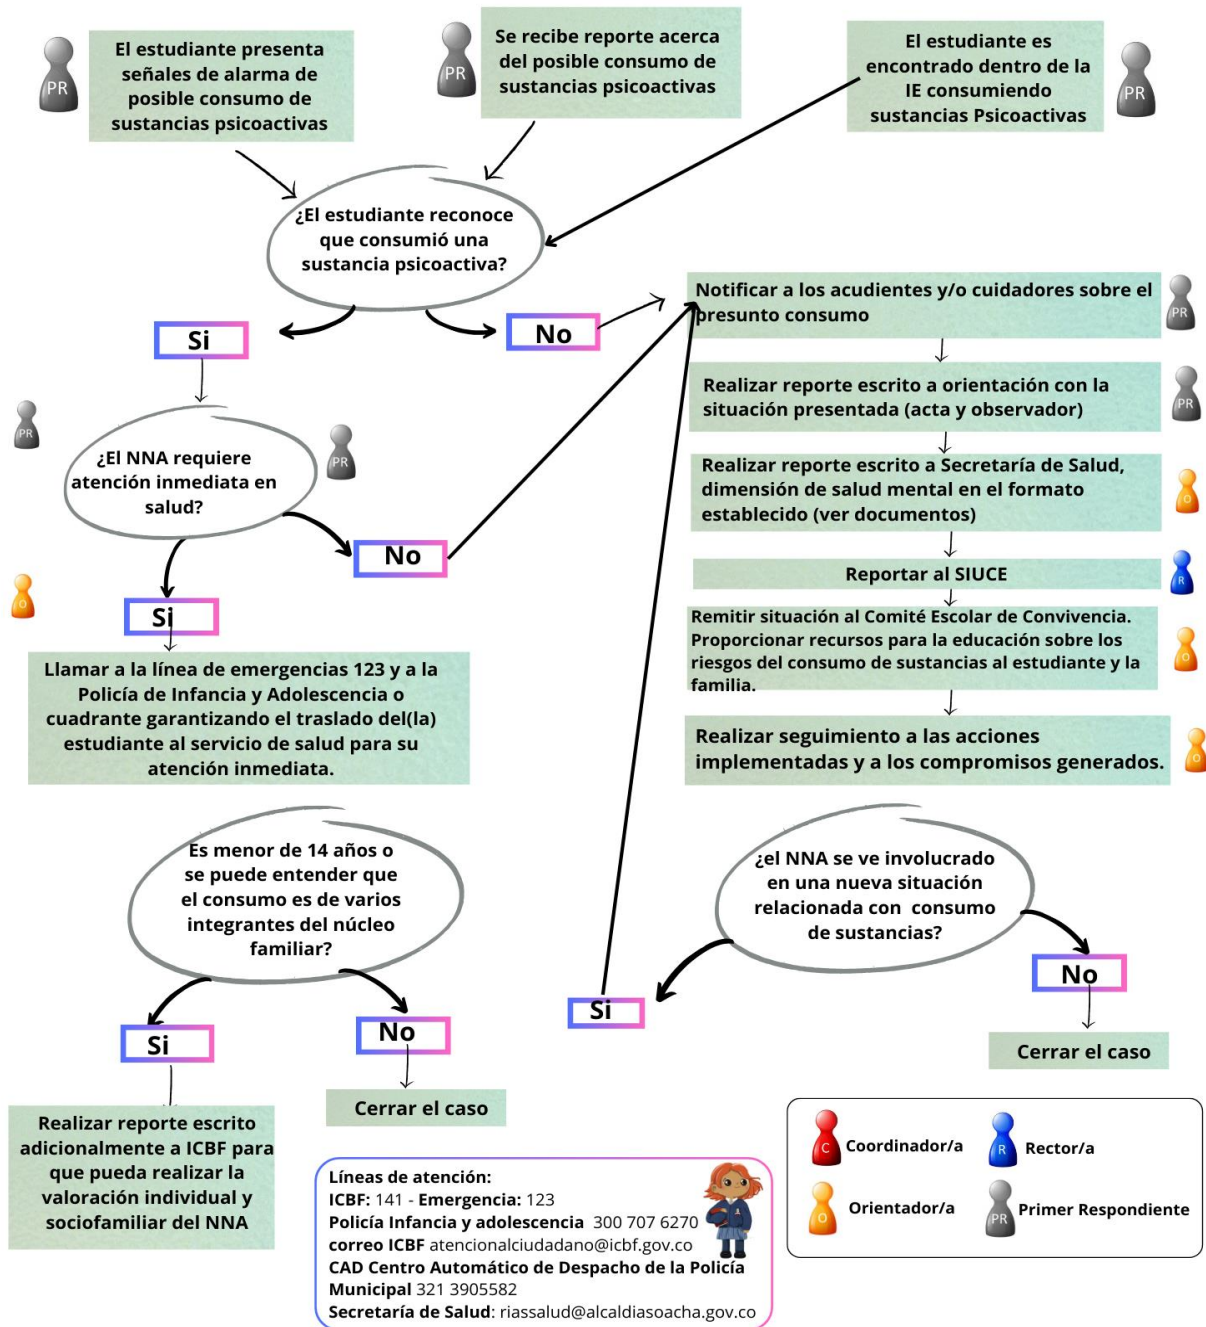 PR
El estudiante presenta
señales de alarma de
posible consumo de
sustancias psicoactivas
PR
Se recibe reporte acerca
del posible consumo de
sustancias psicoactivas
El estudiante es
encontrado dentro de la
IE consumiendo
sustancias Psicoactivas
PR
¿El estudiante reconoce
que consumió una
sustancia psicoactiva?
Si
No
Notificar a los acudientes y/o cuidadores sobre el
presunto consumo
PR
Realizar reporte escrito a orientación con la
situación presentada (acta y observador)
PR
PR
¿El NNA requiere
atención inmediata en
salud?
PR
Realizar reporte escrito a Secretaría de Salud,
dimensión de salud mental en el formato
establecido (ver documentos)
O
No
Reportar al SIUCE
R
O
Si
Remitir situación al Comité Escolar de Convivencia.
Proporcionar recursos para la educación sobre los
riesgos del consumo de sustancias al estudiante y la
familia.
O
Llamar a la línea de emergencias 123 y a la
Policía de Infancia y Adolescencia o
cuadrante garantizando el traslado del(la)
estudiante al servicio de salud para su
atención inmediata.
Realizar seguimiento a las acciones
implementadas y a los compromisos generados.
O
Es menor de 14 años o
se puede entender que
el consumo es de varios
integrantes del núcleo
familiar?
¿el NNA se ve involucrado
en una nueva situación
relacionada con consumo
de sustancias?
Si
No
Si
No
Cerrar el caso
Cerrar el caso
Realizar reporte escrito
adicionalmente a ICBF para
que pueda realizar la
valoración individual y
sociofamiliar del NNA
Líneas de atención:
ICBF: 141 - Emergencia: 123
Policía Infancia y adolescencia 300 707 6270
correo ICBF atencionalciudadano@icbf.gov.co
CAD Centro Automático de Despacho de la Policía
Municipal 321 3905582
Secretaría de Salud: riassalud@alcaldiasoacha.gov.co
C
Coordinador/a
R
Rector/a
O
Orientador/a
PR
Primer Respondiente